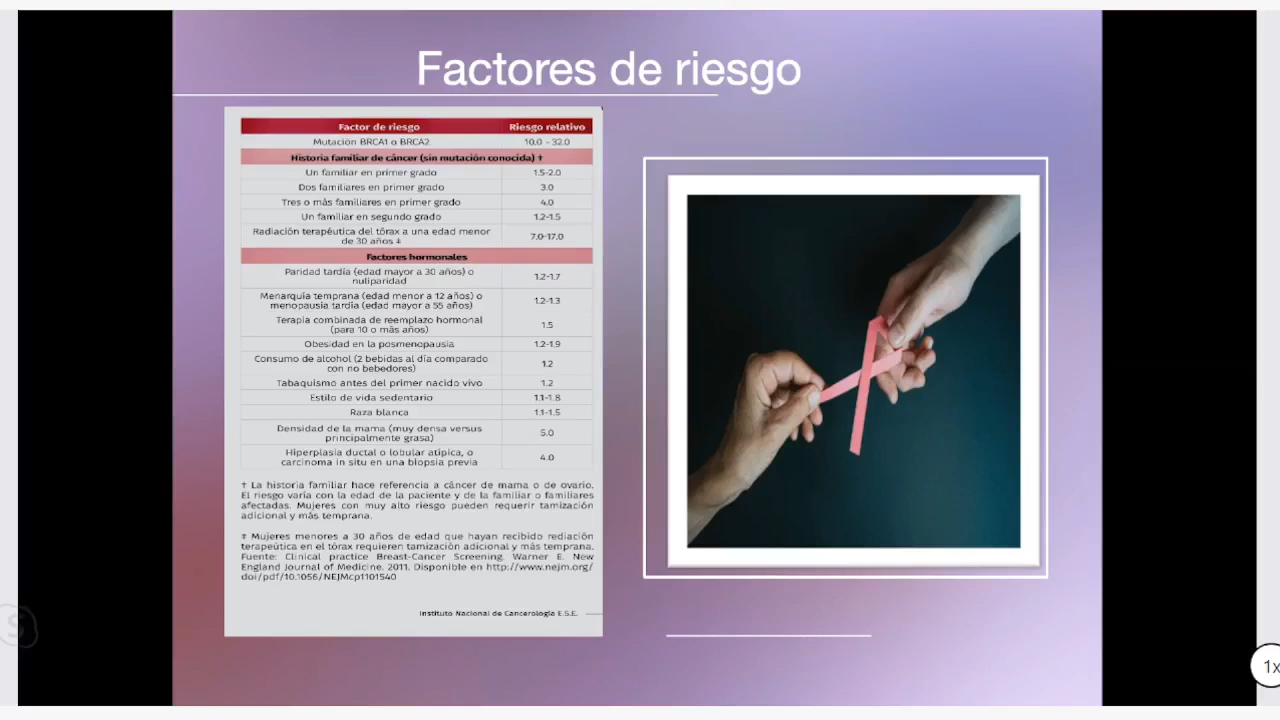 Factores de riesgo
Factor de riesgo Riesgo relativo
Mutación BRCA1 o BRCA2 10.0 - 32.0
Historia familiar de cáncer (sin mutación conocida) †
Un familiar en primer grado 1.5-2.0
Dos familiares en primer grado 3.0
Tres o más familiares en primer grado 4.0
Un familiar en segundo grado 1.2-1.5
Radiación terapéutica del tórax a una edad menor
de 30 años ‡ 7.0-17.0
Factores hormonales
Paridad tardía (edad mayor a 30 años) o
nuliparidad 1.2-1.7
Menarquía temprana (edad menor a 12 años) o
menopausia tardía (edad mayor a 55 años) 1.2-1.3
Terapia combinada de reemplazo hormonal
(para 10 o más años) 1.5
Obesidad en la posmenopausia 1.2-1.9
Consumo de alcohol (2 bebidas al día comparado
con no bebedores) 1.2
Tabaquismo antes del primer nacido vivo 1.2
Estilo de vida sedentario 1.1-1.8
Raza blanca 1.1-1.5
Densidad de la mama (muy densa versus
principalmente grasa) 5.0
Hiperplasia ductal o lobular atípica, o
carcinoma in situ en una biopsia previa 4.0
† La historia familiar hace referencia a cáncer de mama o de ovario.
El riesgo varía con la edad de la paciente y de la familiar o familiares
afectadas. Mujeres con muy alto riesgo pueden requerir tamización
adicional y más temprana.
‡ Mujeres menores a 30 años de edad que hayan recibido rediación
terapeútica en el tórax requieren tamización adicional y más temprana.
Fuente: Clinical practice Breast-Cancer Screening. Warner E. New
England Journal of Medicine. 2011. Disponible en http://www.nejm.org/
doi/pdf/10.1056/NEJMcp1101540
Instituto Nacional de Cancerología E.S.E.
S
1x